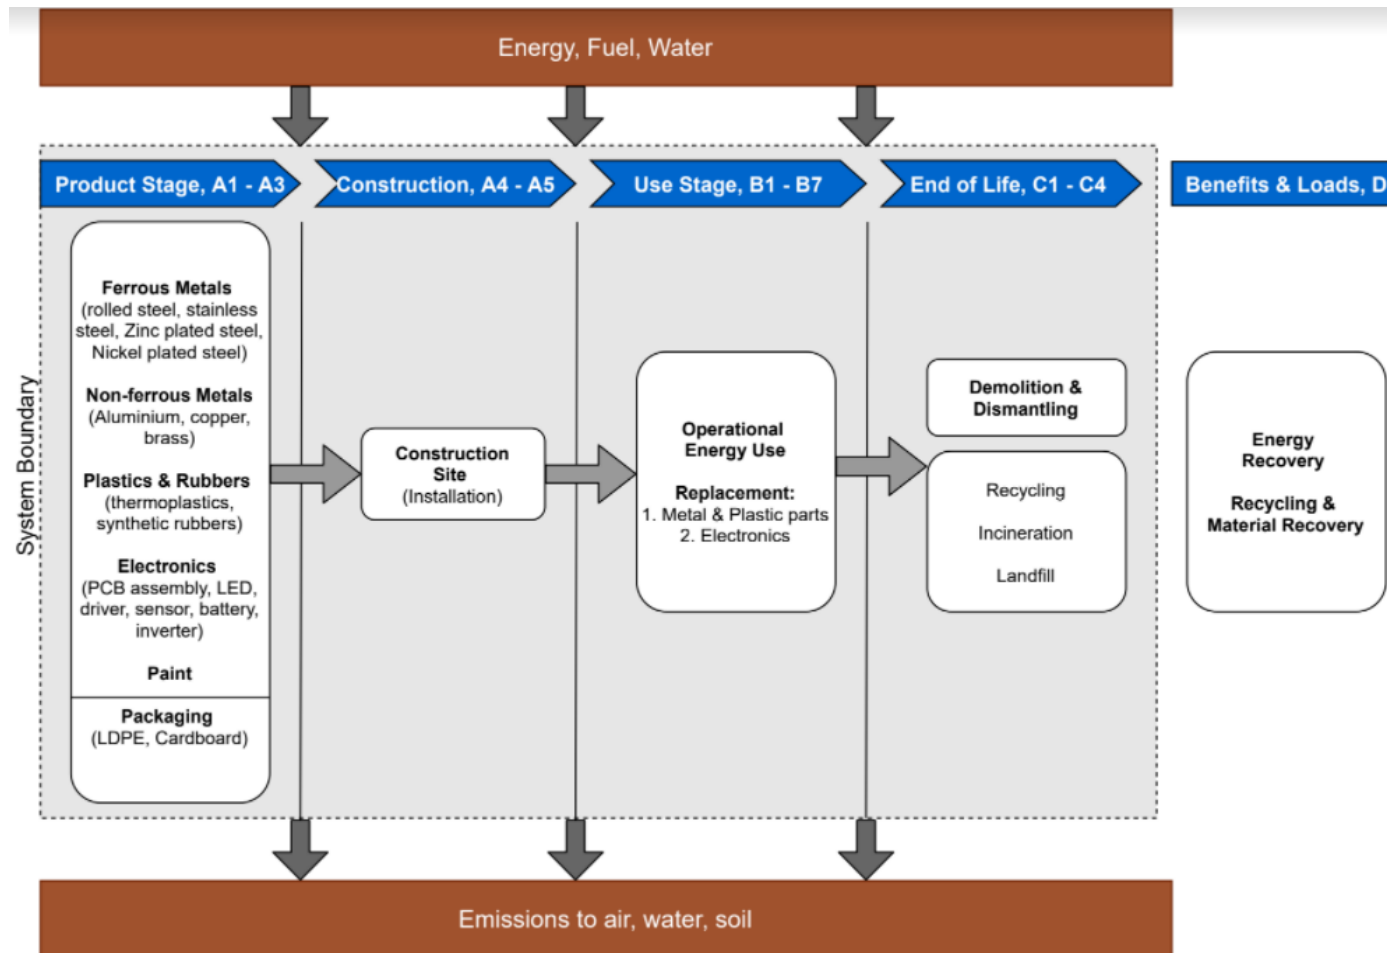 Energy, Fuel, Water
Product Stage, A1 - A3
Construction, A4 - A5
Use Stage, B1 - B7
End of Life, C1 - C4
Benefits & Loads, D
System Boundary
Ferrous Metals
(rolled steel, stainless
steel, Zinc plated steel,
Nickel plated steel)
Non-ferrous Metals
(Aluminium, copper,
brass)
Plastics & Rubbers
(thermoplastics,
synthetic rubbers)
Electronics
(PCB assembly, LED,
driver, sensor, battery,
inverter)
Paint
Packaging
(LDPE, Cardboard)
Construction
Site
(Installation)
Operational
Energy Use
Replacement:
1. Metal & Plastic parts
2. Electronics
Demolition &
Dismantling
Recycling
Incineration
Landfill
Energy
Recovery
Recycling &
Material Recovery
Emissions to air, water, soil